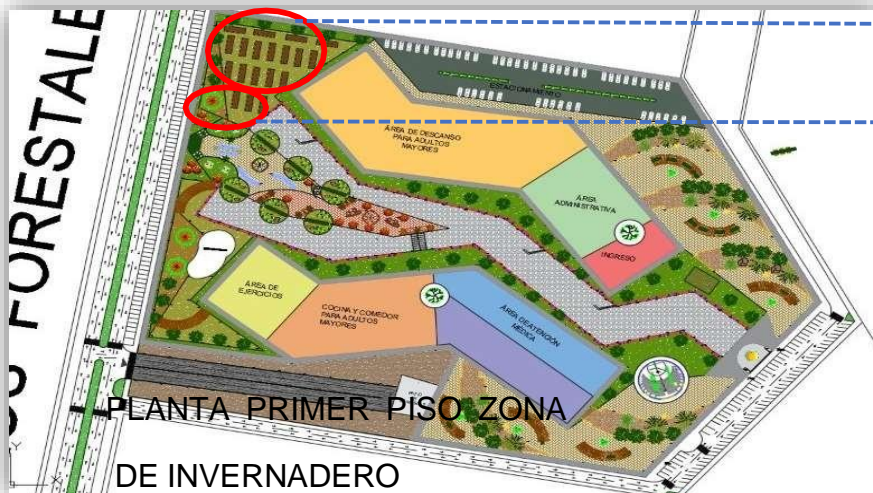 FORESTALE
ESTACIONAMIENTO
ÁREA DE DESCANSO
PARA ADULTOS
MAYORES
ÁREA
ADMINISTRATIVA
INGRESO
ÁREA DE
EJERCICIOS
COCINA Y COMEDOR
PARA ADULTOS
MAYORES
ÁREA DE ATENCIÓN
MÉDICA
PLANTA PRIMER PISO ZONA
DE INVERNADERO
Y
X